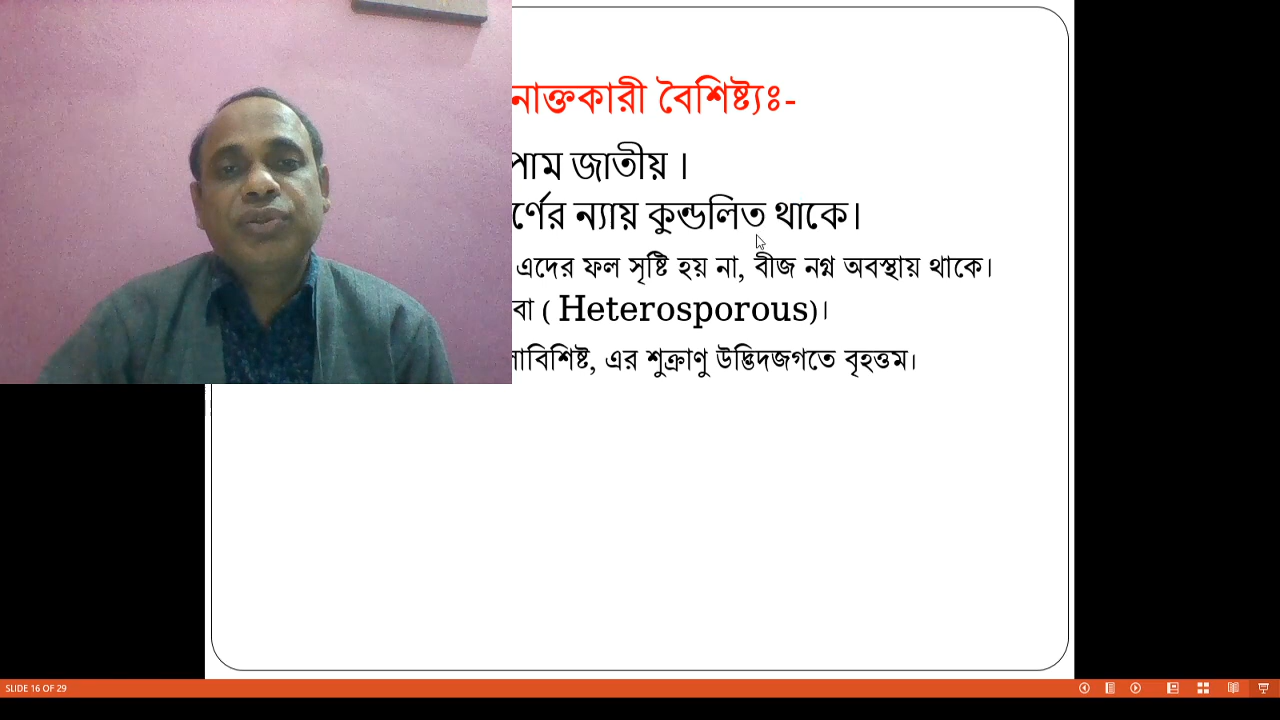 নাক্তকারী বৈশিষ্ট্যঃ-
পাম জাতীয় ।
র্ণের ন্যায় কুন্ডলিত থাকে।
এদের ফল সৃষ্টি হয় না, বীজ নগ্ন অবস্থায় থাকে।
বা ( Heterosporous)।
লাবিশিষ্ট, এর শুক্রাণু উদ্ভিদজগতে বৃহত্তম।
SLIDE 16 OF 29